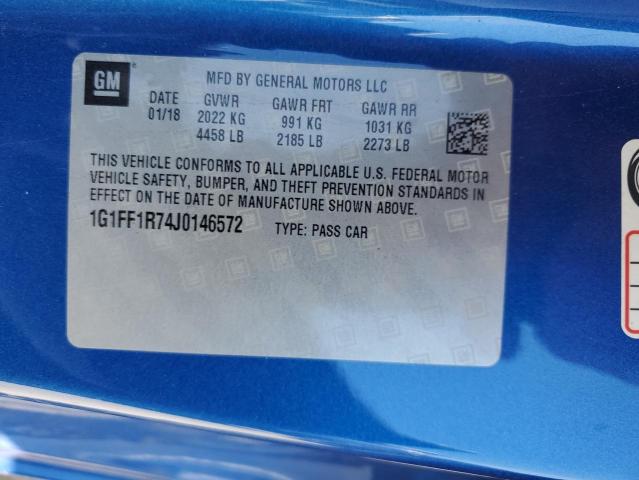 GM
MFD BY GENERAL MOTORS LLC
DATE GVWR GAWR FRT GAWR RR
01/18 2022 KG 991 KG 1031 KG
4458 LB 2185 LB 2273 LB
THIS VEHICLE CONFORMS TO ALL APPLICABLE U.S. FEDERAL MOTOR
VEHICLE SAFETY, BUMPER, AND THEFT PREVENTION STANDARDS IN
EFFECT ON THE DATE OF MANUFACTURE SHOWN ABOVE.
1G1FF1R74J0146572 TYPE: PASS CAR